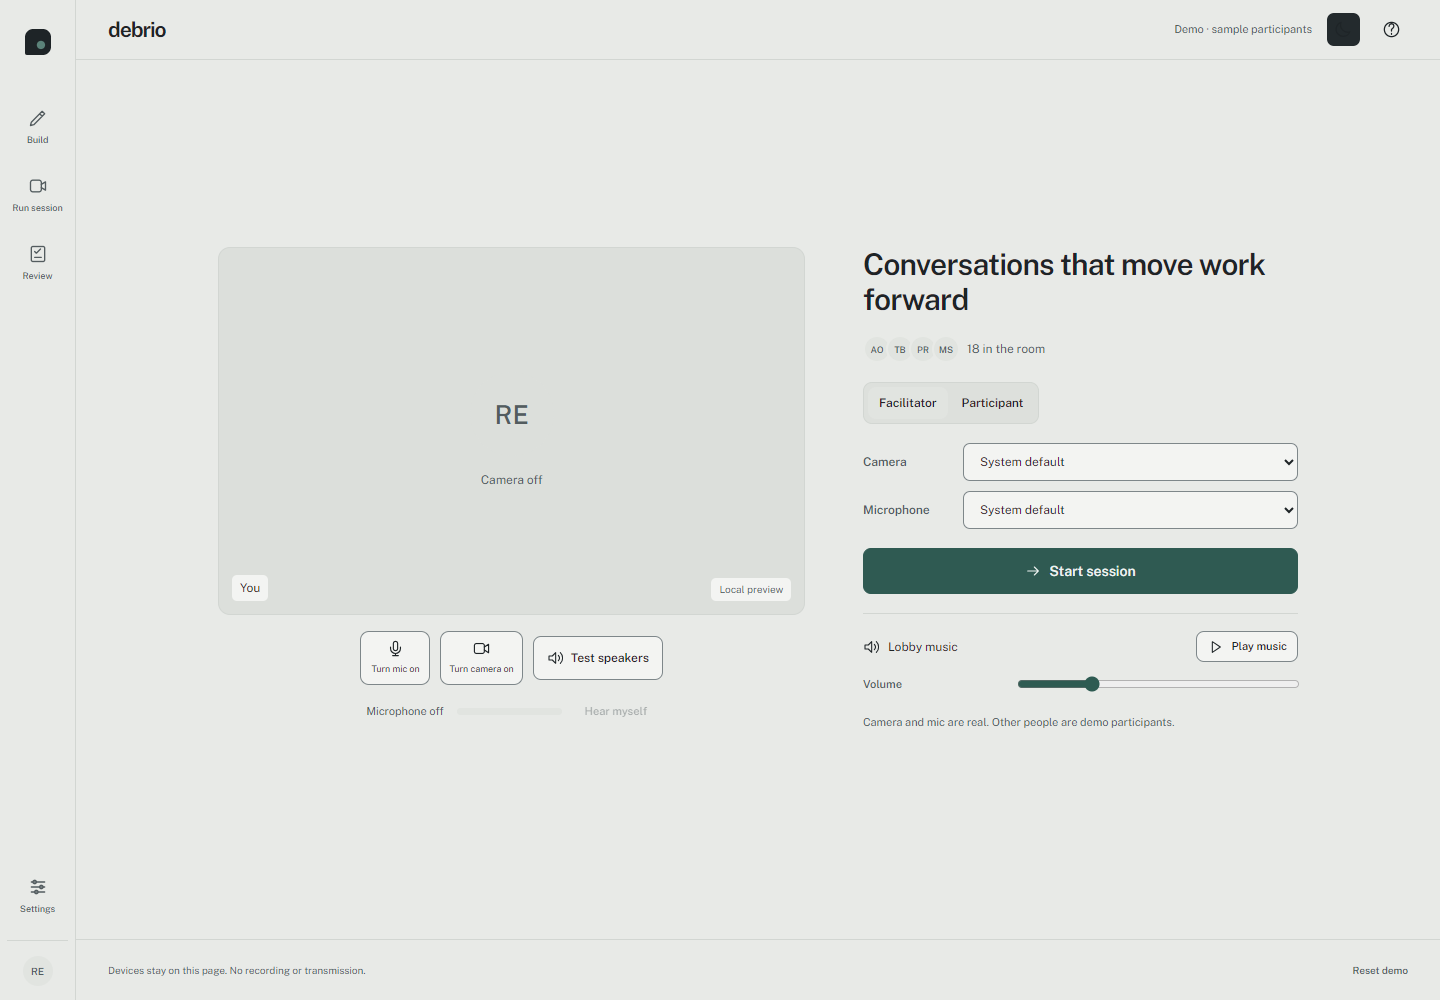 debrio
Demo · sample participants
Build
Run session
Review
Settings
RE
RE
Camera off
You
Local preview
Turn mic on
Turn camera on
Test speakers
Microphone off
Hear myself
Conversations that move work
forward
AO TB PR MS 18 in the room
Facilitator Participant
Camera System default
Microphone System default
Start session
Lobby music
Play music
Volume
Camera and mic are real. Other people are demo participants.
Devices stay on this page. No recording or transmission.
Reset demo